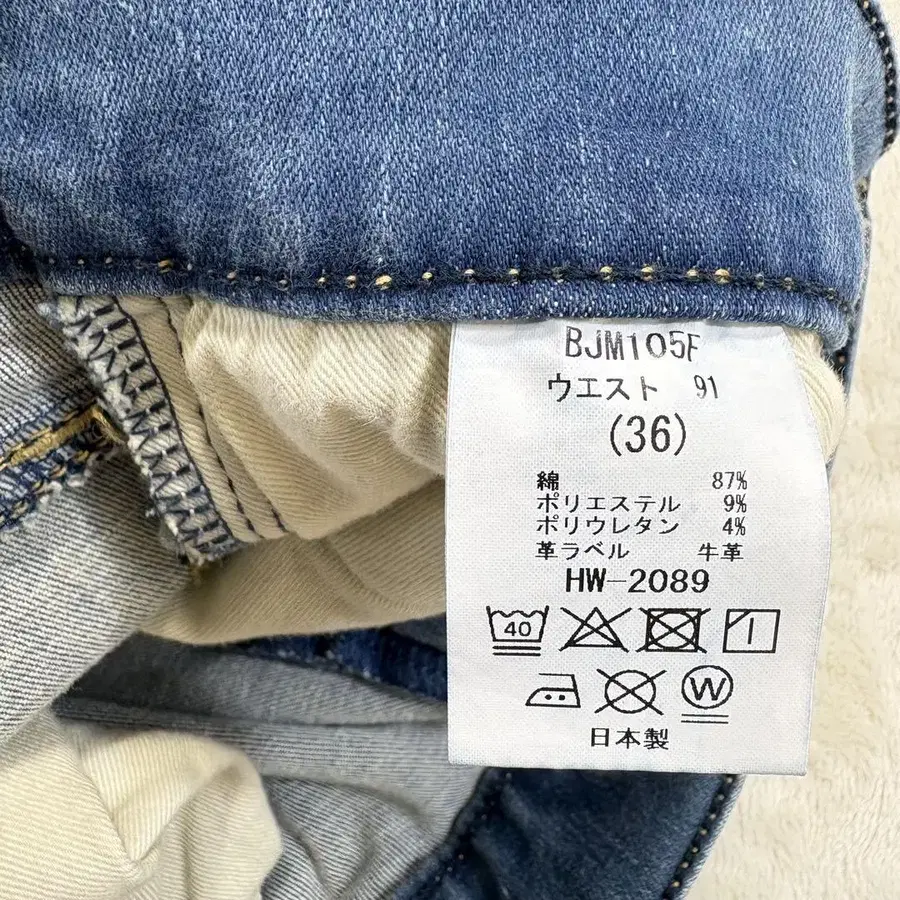 BJM105F
ウエスト 91
(36)
綿 87%
ポリエステル 9%
ポリウレタン 4%
革ラベル 牛革
HW-2089
40
W
日本製